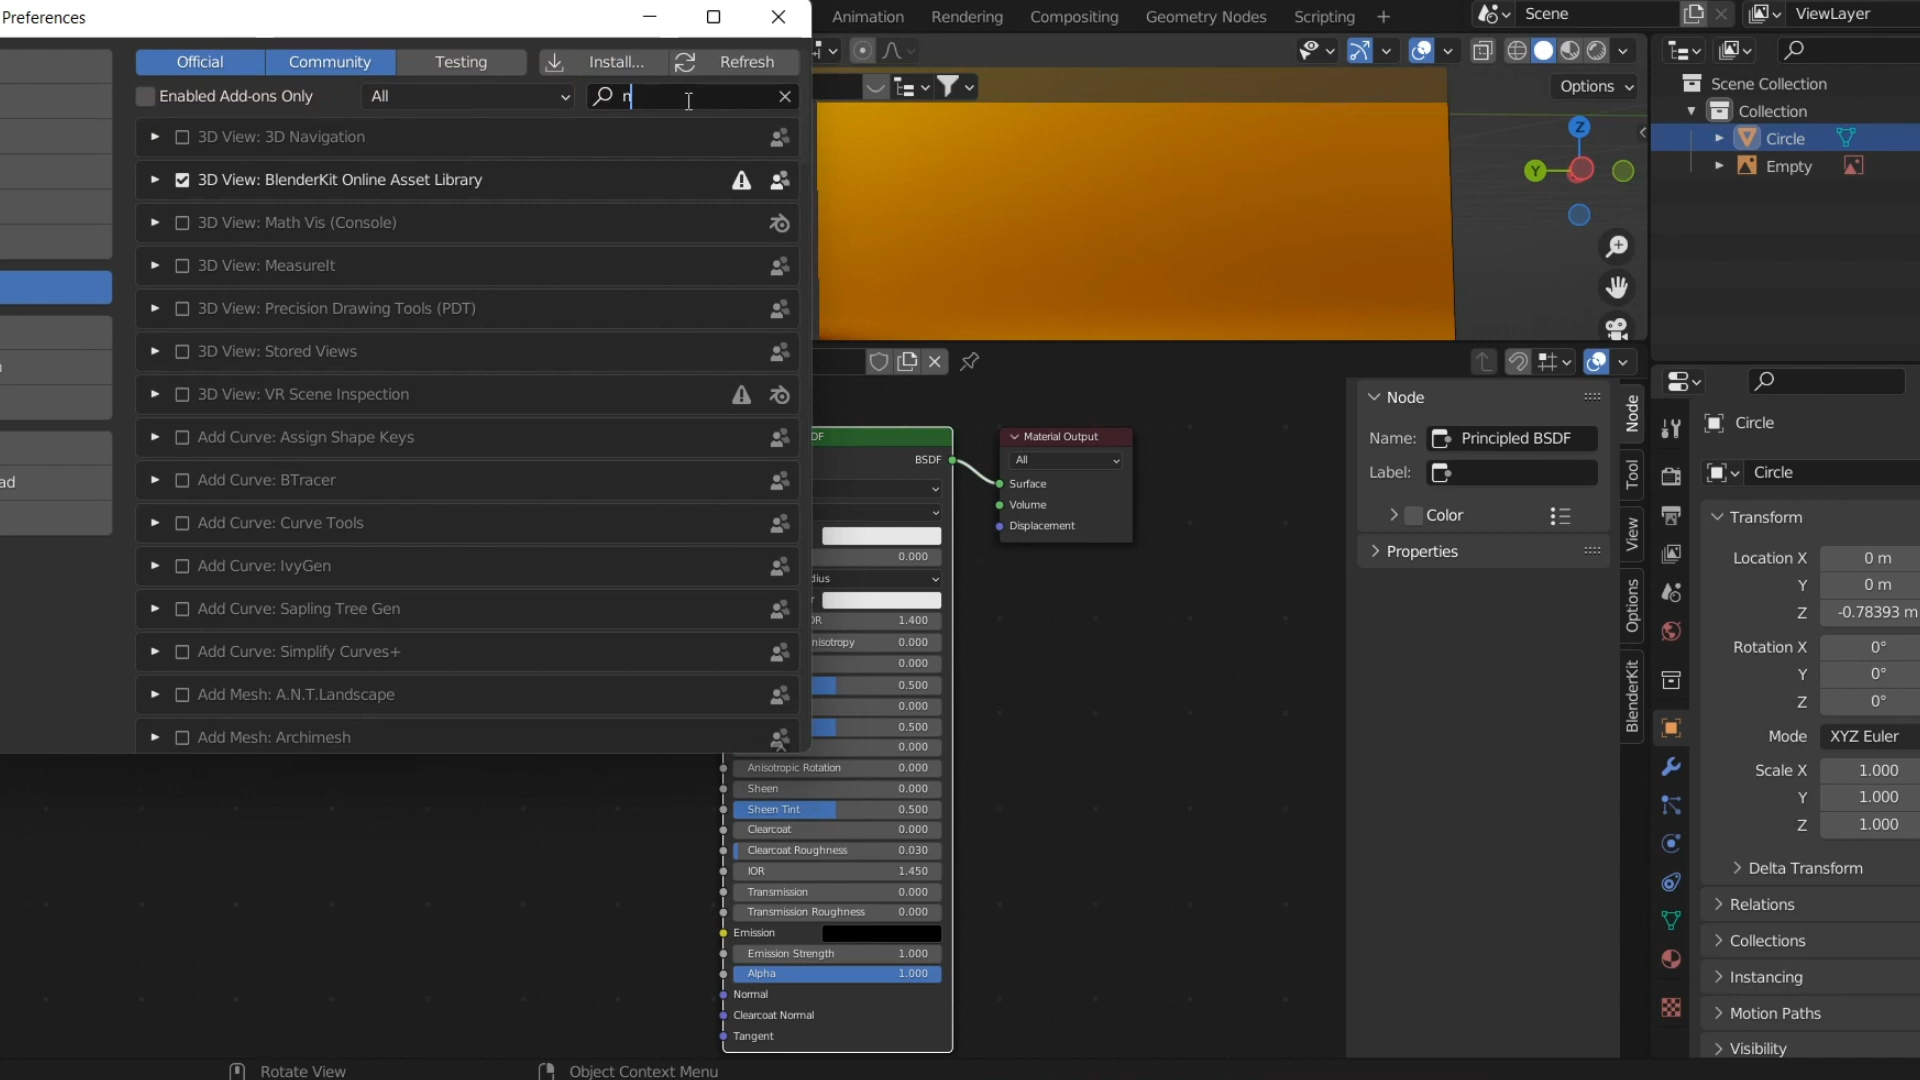 Preferences
Animation Rendering Compositing Geometry Nodes Scripting +
Scene
ViewLayer
Official Community Testing Install... Refresh
Enabled Add-ons Only All n
3D View: 3D Navigation
3D View: BlenderKit Online Asset Library
3D View: Math Vis (Console)
3D View: MeasureIt
3D View: Precision Drawing Tools (PDT)
3D View: Stored Views
3D View: VR Scene Inspection
Add Curve: Assign Shape Keys
Add Curve: BTracer
Add Curve: Curve Tools
Add Curve: IvyGen
Add Curve: Sapling Tree Gen
Add Curve: Simplify Curves+
Add Mesh: A.N.T.Landscape
Add Mesh: Archimesh
ad
Options
Z
Y
Scene Collection
Collection
Circle
Empty
DF
BSDF
0.000
dius
r
OR 1.400
nisotropy 0.000
0.000
0.500
0.000
0.500
0.000
Anisotropic Rotation 0.000
Sheen 0.000
Sheen Tint 0.500
Clearcoat 0.000
Clearcoat Roughness 0.030
IOR 1.450
Transmission 0.000
Transmission Roughness 0.000
Emission
Emission Strength 1.000
Alpha 1.000
Normal
Clearcoat Normal
Tangent
Material Output
All
Surface
Volume
Displacement
Node
Name: Principled BSDF
Label:
Color
Properties
Node
Tool
View
Options
BlenderKit
Circle
Circle
Transform
Location X 0 m
Y 0 m
Z -0.78393 m
Rotation X 0°
Y 0°
Z 0°
Mode XYZ Euler
Scale X 1.000
Y 1.000
Z 1.000
Delta Transform
Relations
Collections
Instancing
Motion Paths
Visibility
Rotate View
Object Context Menu